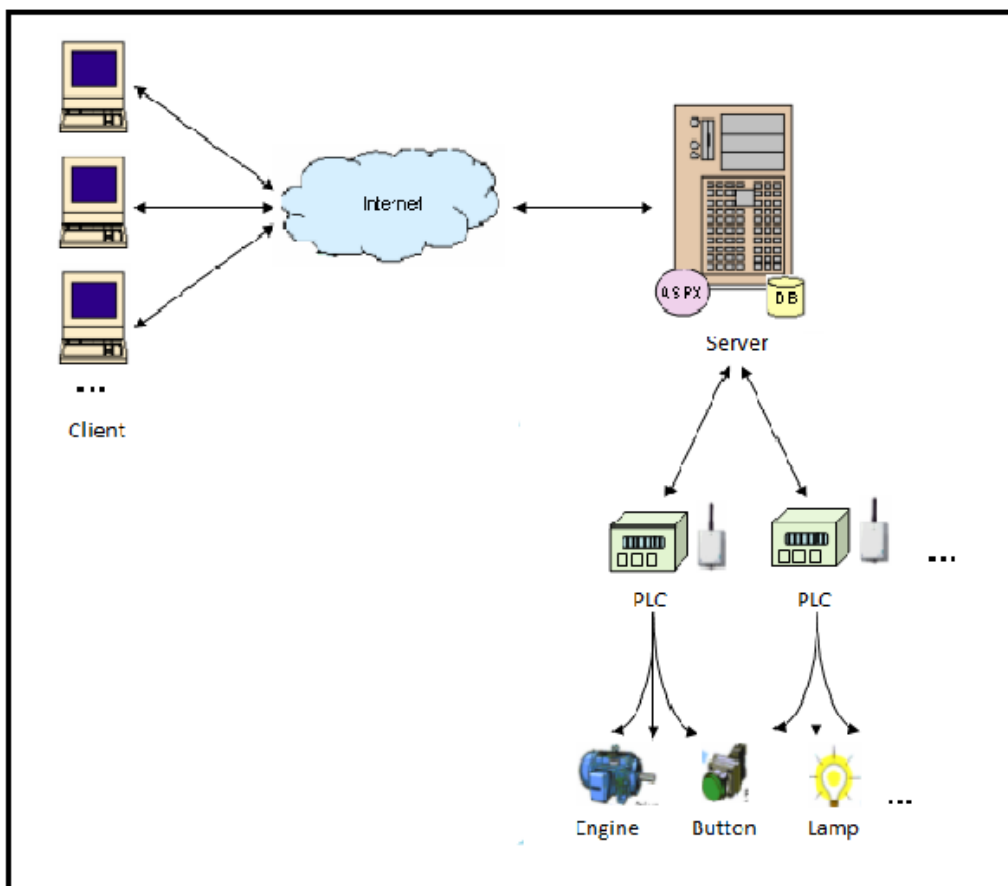 Internet
ASPX
DB
Server
...
Client
PLC
PLC
...
Engine
Button
Lamp
...